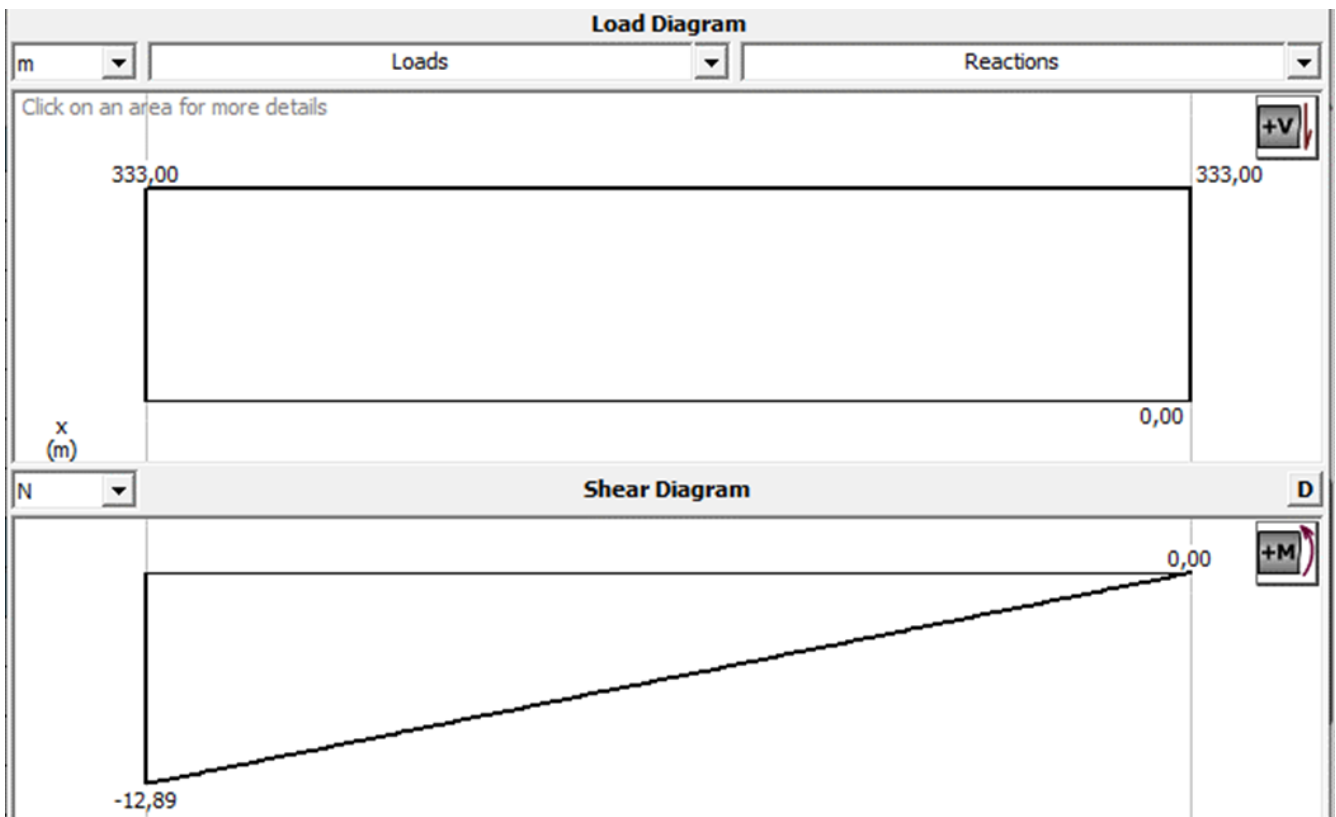 Load Diagram
m Loads Reactions
Click on an area for more details
+V
333,00 333,00
0,00
x
(m)
N Shear Diagram D
0,00 +M
-12,89